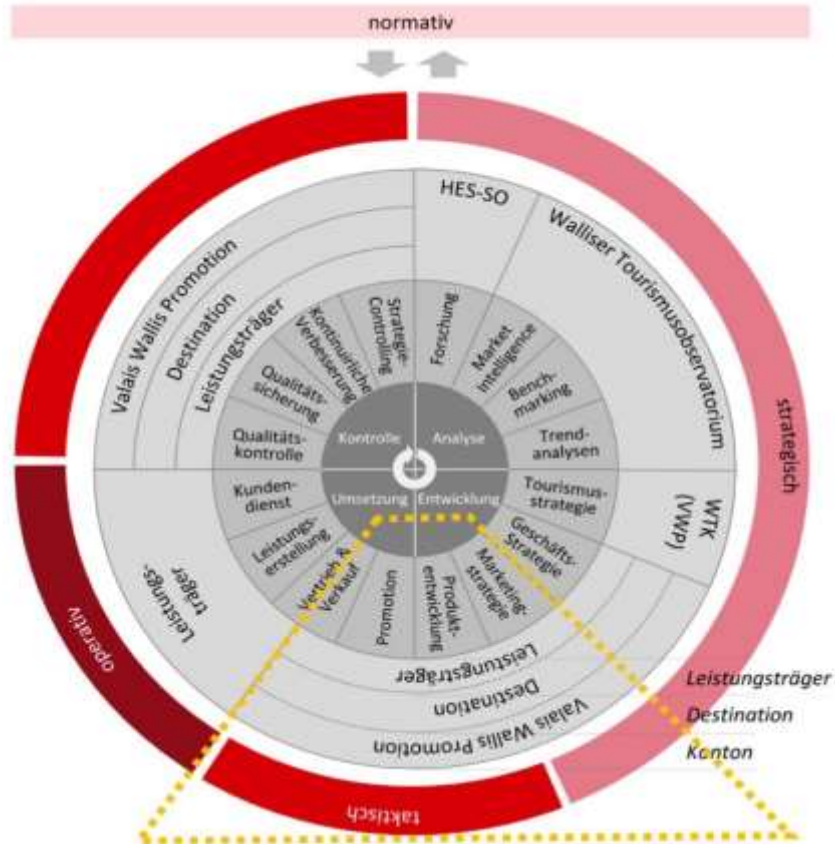 normativ
HES-SO
Walliser Tourismusobservatorium
strategisch
WTK
(VWP)
Valais Wallis Promotion
Destination
Leistungsträger
Strategie-
Controlling
Kontinuirliche
Verbesserung
Qualitäts-
sicherung
Qualitäts-
kontrolle
Kunden-
dienst
Leistungs-
erstellung
Vertrieb &
Verkauf
Promotion
Produkt-
entwicklung
Marketing-
strategie
Geschäfts-
Strategie
Tourismus-
strategie
Trend-
analysen
Bench-
marking
Market
Intelligence
Forschung
Kontrolle
Analyse
Umsetzung
Entwicklung
Leistungs-
träger
operativ
Leistungsträger
Destination
Valais Wallis Promotion
taktisch
Leistungsträger
Destination
Kanton